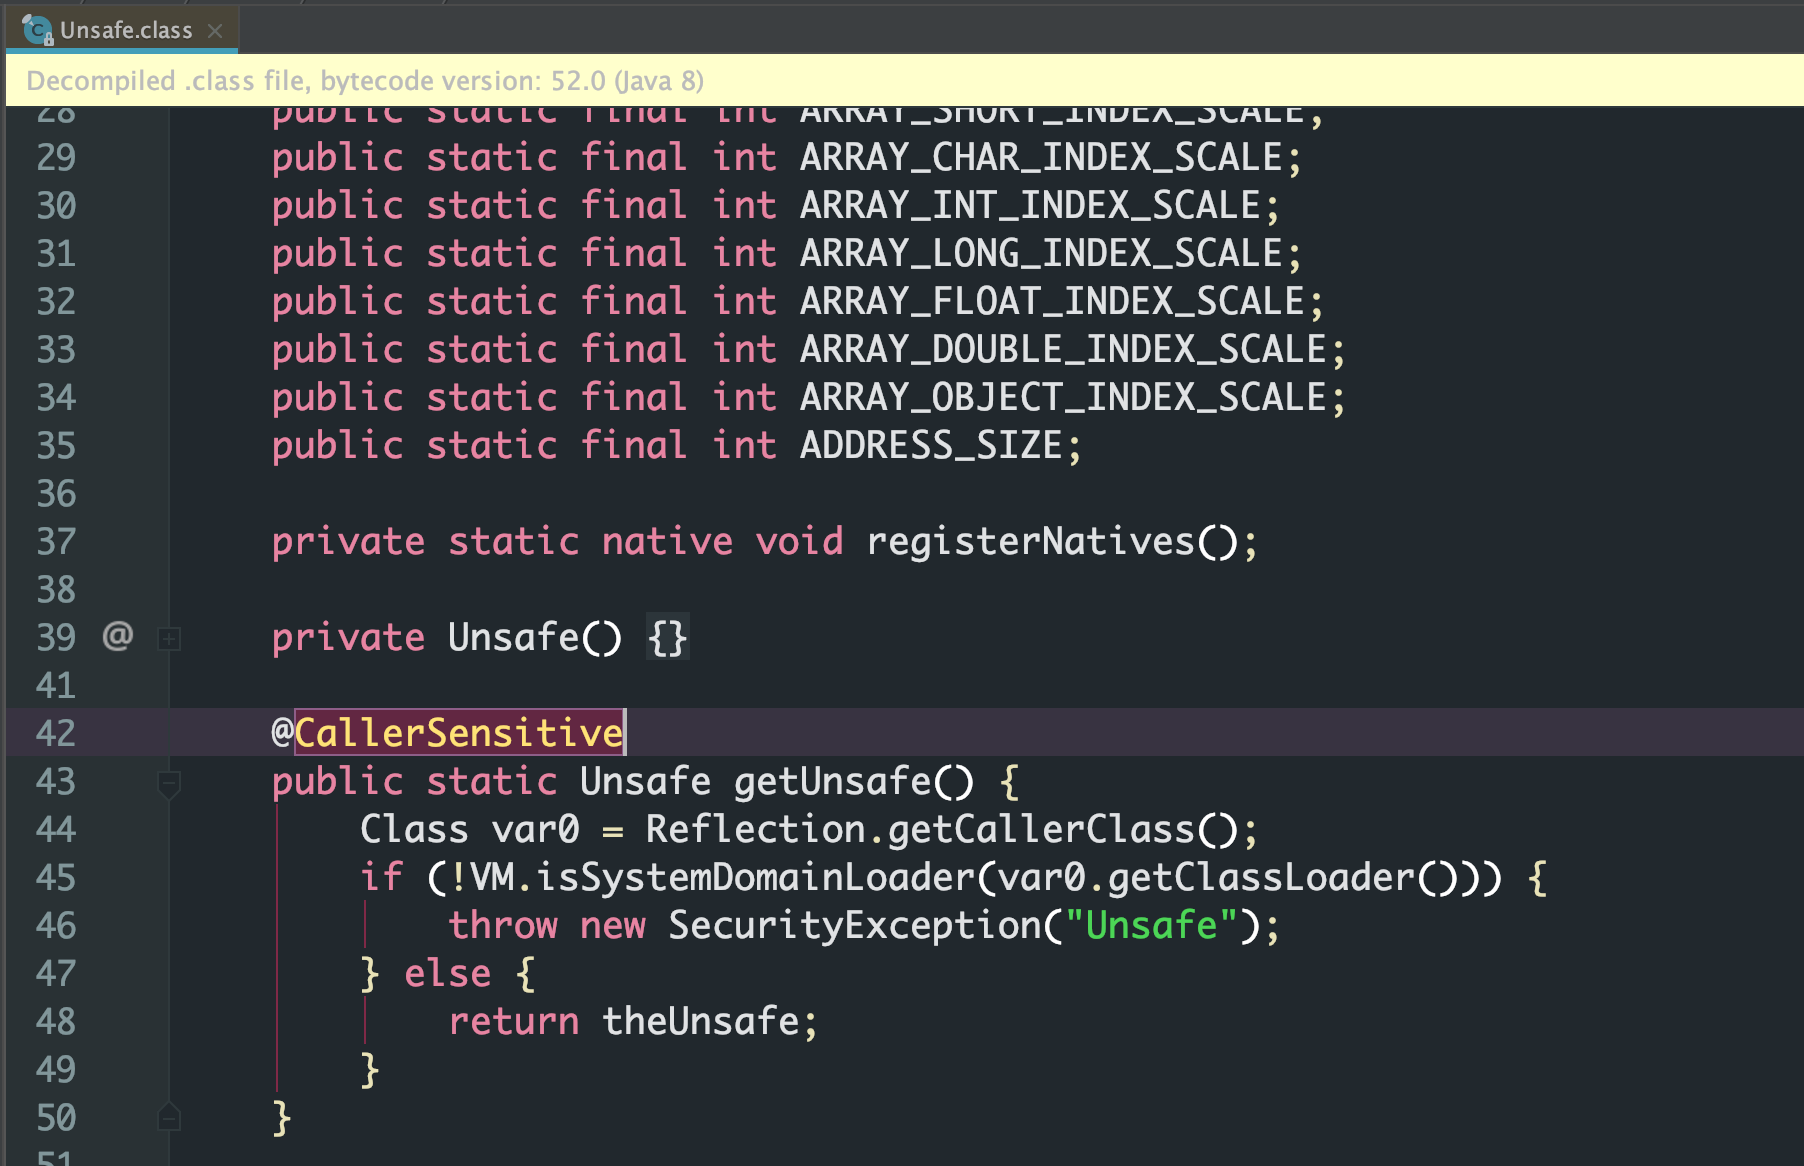 Unsafe.class
Decompiled .class file, bytecode version: 52.0 (Java 8)
28 public static final int ARRAY_SHORT_INDEX_SCALE;
29 public static final int ARRAY_CHAR_INDEX_SCALE;
30 public static final int ARRAY_INT_INDEX_SCALE;
31 public static final int ARRAY_LONG_INDEX_SCALE;
32 public static final int ARRAY_FLOAT_INDEX_SCALE;
33 public static final int ARRAY_DOUBLE_INDEX_SCALE;
34 public static final int ARRAY_OBJECT_INDEX_SCALE;
35 public static final int ADDRESS_SIZE;
36
37 private static native void registerNatives();
38
39 @ private Unsafe() {}
41
42 @CallerSensitive
43 public static Unsafe getUnsafe() {
44 Class var0 = Reflection.getCallerClass();
45 if (!VM.isSystemDomainLoader(var0.getClassLoader())) {
46 throw new SecurityException("Unsafe");
47 } else {
48 return theUnsafe;
49 }
50 }
51